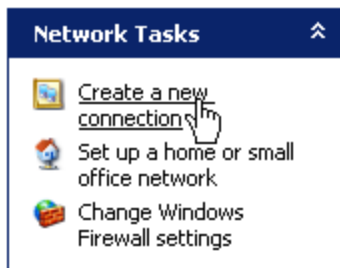 Network Tasks
Create a new
connection
Set up a home or small
office network
Change Windows
Firewall settings